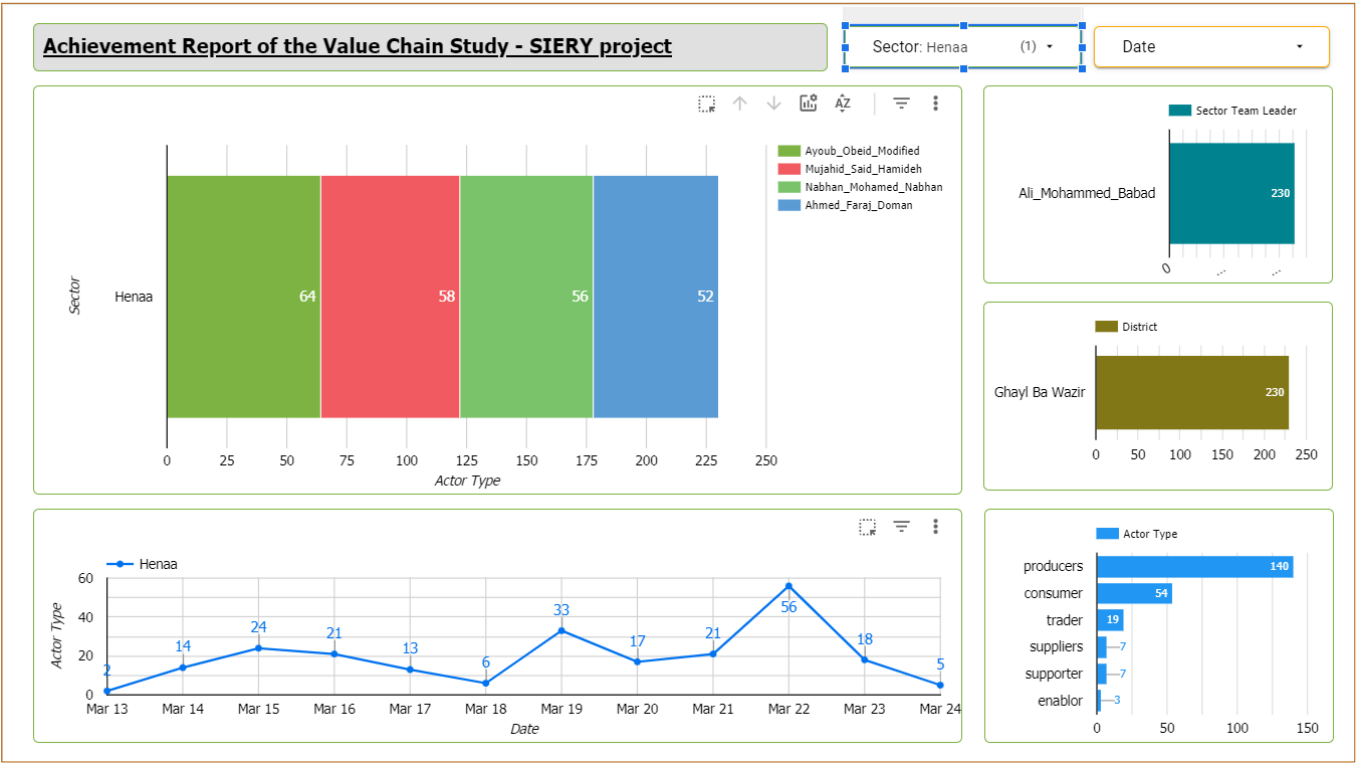 Achievement Report of the Value Chain Study - SIERY project
Sector: Henaa (1)
Date
AZ
Ayoub_Obeid_Modified
Mujahid_Said_Hamideh
Nabhan_Mohamed_Nabhan
Ahmed_Faraj_Doman
Sector
Henaa
64 58 56 52
0 25 50 75 100 125 150 175 200 225 250
Actor Type
Sector Team Leader
Ali_Mohammed_Babad
230
0 ... ...
District
Ghayl Ba Wazir
230
0 50 100 150 200 250
Henaa
Actor Type
60
40
20
0
2 14 24 21 13 6 33 17 21 56 18 5
Mar 13 Mar 14 Mar 15 Mar 16 Mar 17 Mar 18 Mar 19 Mar 20 Mar 21 Mar 22 Mar 23 Mar 24
Date
Actor Type
producers 140
consumer 54
trader 19
suppliers 7
supporter 7
enablor 3
0 50 100 150